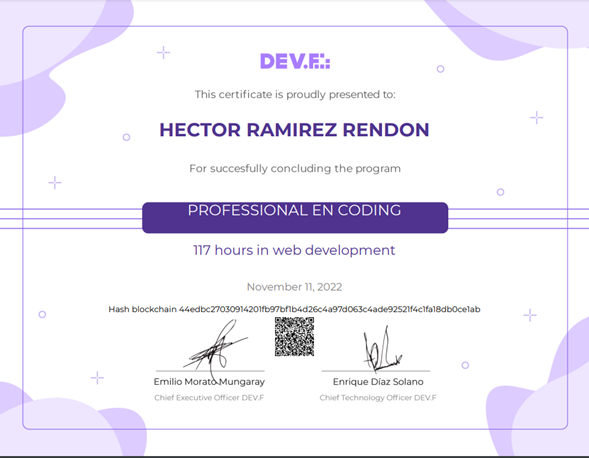 DEV.F.:
This certificate is proudly presented to:
HECTOR RAMIREZ RENDON
For succesfully concluding the program
PROFESSIONAL EN CODING
117 hours in web development
November 11, 2022
Hash blockchain 44edbc27030914201fb97bf1b4d26c4a97d063c4ade92521f4c1fa18db0ce1ab
Emilio Morato Mungaray
Enrique Díaz Solano
Chief Executive Officer DEV.F
Chief Technology Officer DEV.F